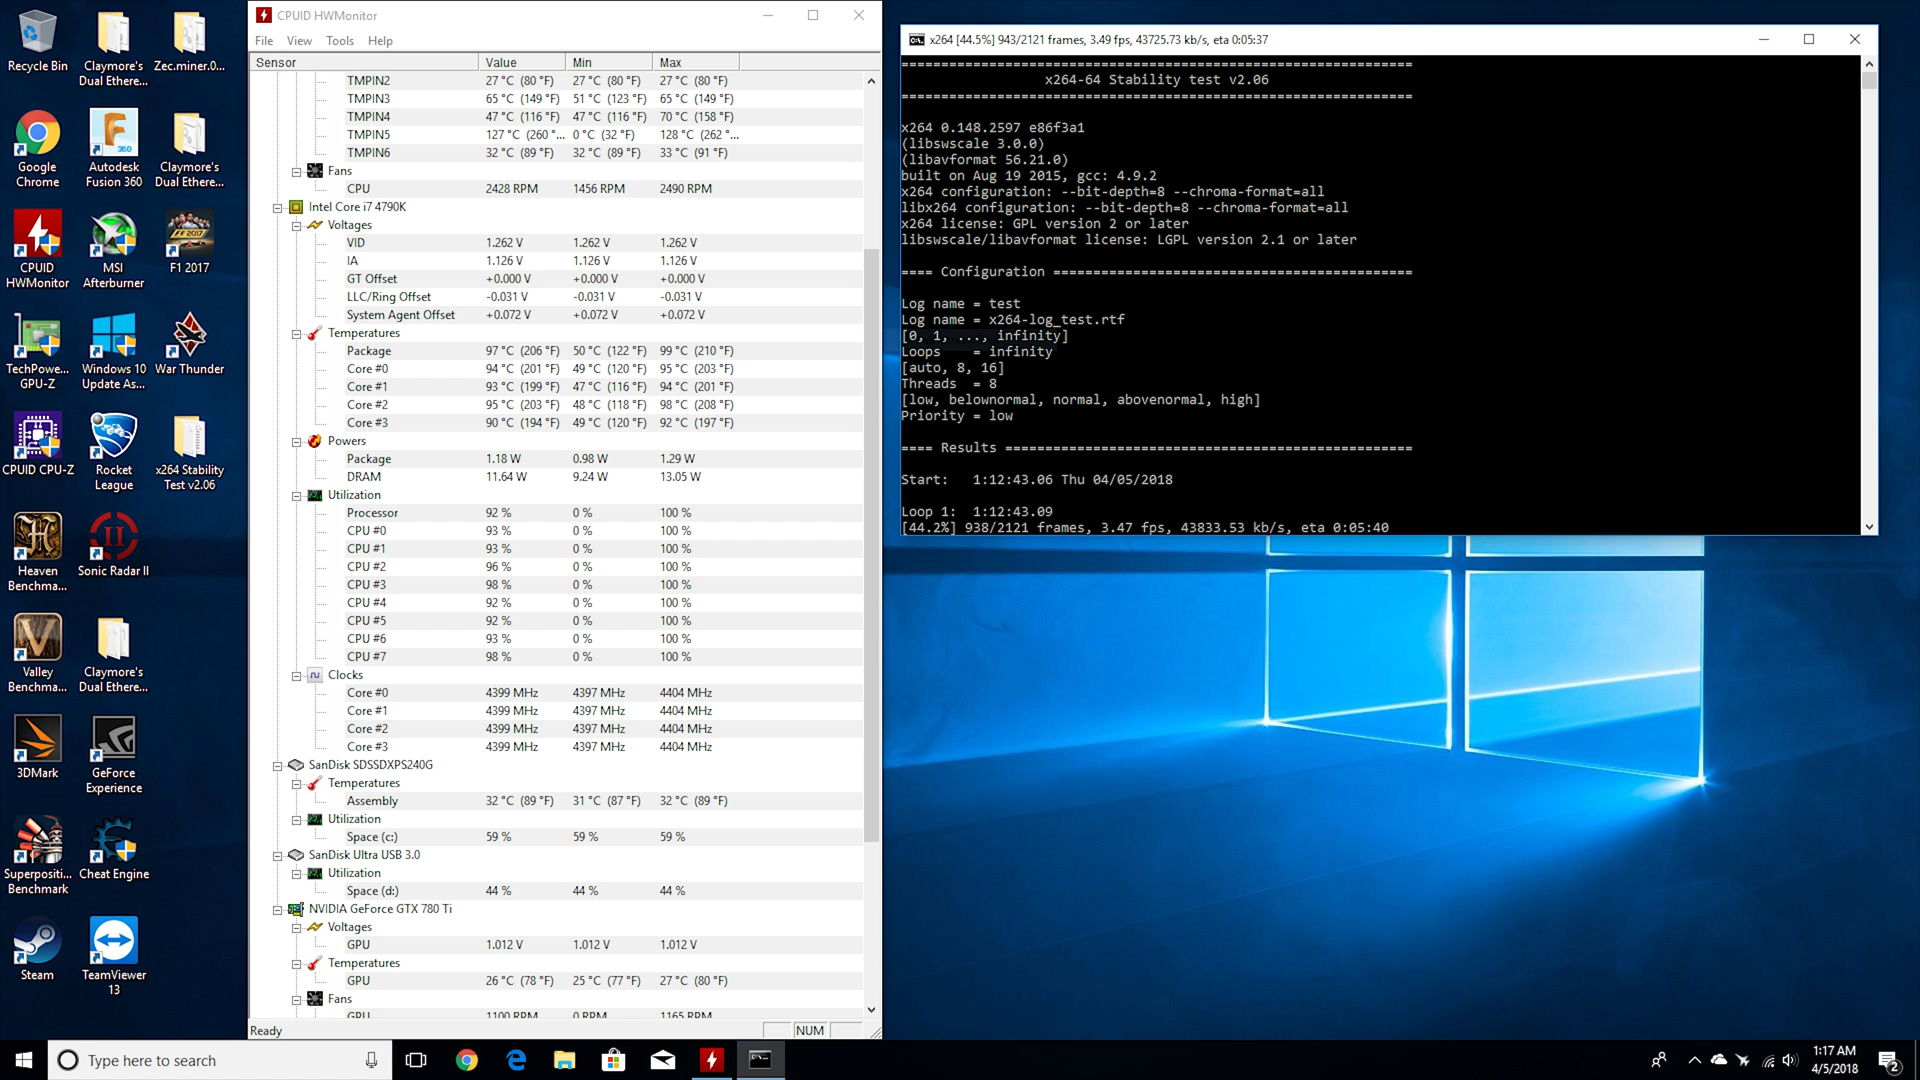 Recycle Bin
Claymore's Dual Ethere...
Zec.miner.0...
Google Chrome
Autodesk Fusion 360
Claymore's Dual Ethere...
CPUID HWMonitor
MSI Afterburner
F1 2017
TechPowe... GPU-Z
Windows 10 Update As...
War Thunder
CPUID CPU-Z
Rocket League
x264 Stability Test v2.06
Heaven Benchma...
Sonic Radar II
Valley Benchma...
Claymore's Dual Ethere...
3DMark
GeForce Experience
Superpositi... Benchmark
Cheat Engine
Steam
TeamViewer 13
CPUID HWMonitor
File View Tools Help
Sensor Value Min Max
TMPIN2 27 °C (80 °F) 27 °C (80 °F) 27 °C (80 °F)
TMPIN3 65 °C (149 °F) 51 °C (123 °F) 65 °C (149 °F)
TMPIN4 47 °C (116 °F) 47 °C (116 °F) 70 °C (158 °F)
TMPIN5 127 °C (260 °... 0 °C (32 °F) 128 °C (262 °...
TMPIN6 32 °C (89 °F) 32 °C (89 °F) 33 °C (91 °F)
Fans
CPU 2428 RPM 1456 RPM 2490 RPM
Intel Core i7 4790K
Voltages
VID 1.262 V 1.262 V 1.262 V
IA 1.126 V 1.126 V 1.126 V
GT Offset +0.000 V +0.000 V +0.000 V
LLC/Ring Offset -0.031 V -0.031 V -0.031 V
System Agent Offset +0.072 V +0.072 V +0.072 V
Temperatures
Package 97 °C (206 °F) 50 °C (122 °F) 99 °C (210 °F)
Core #0 94 °C (201 °F) 49 °C (120 °F) 95 °C (203 °F)
Core #1 93 °C (199 °F) 47 °C (116 °F) 94 °C (201 °F)
Core #2 95 °C (203 °F) 48 °C (118 °F) 98 °C (208 °F)
Core #3 90 °C (194 °F) 49 °C (120 °F) 92 °C (197 °F)
Powers
Package 1.18 W 0.98 W 1.29 W
DRAM 11.64 W 9.24 W 13.05 W
Utilization
Processor 92 % 0 % 100 %
CPU #0 93 % 0 % 100 %
CPU #1 93 % 0 % 100 %
CPU #2 96 % 0 % 100 %
CPU #3 98 % 0 % 100 %
CPU #4 92 % 0 % 100 %
CPU #5 92 % 0 % 100 %
CPU #6 93 % 0 % 100 %
CPU #7 98 % 0 % 100 %
Clocks
Core #0 4399 MHz 4397 MHz 4404 MHz
Core #1 4399 MHz 4397 MHz 4404 MHz
Core #2 4399 MHz 4397 MHz 4404 MHz
Core #3 4399 MHz 4397 MHz 4404 MHz
SanDisk SDSSDXPS240G
Temperatures
Assembly 32 °C (89 °F) 31 °C (87 °F) 32 °C (89 °F)
Utilization
Space (c:) 59 % 59 % 59 %
SanDisk Ultra USB 3.0
Utilization
Space (d:) 44 % 44 % 44 %
NVIDIA GeForce GTX 780 Ti
Voltages
GPU 1.012 V 1.012 V 1.012 V
Temperatures
GPU 26 °C (78 °F) 25 °C (77 °F) 27 °C (80 °F)
Fans
GPU 1100 RPM 0 RPM 1165 RPM
Ready NUM
x264 [44.5%] 943/2121 frames, 3.49 fps, 43725.73 kb/s, eta 0:05:37
================================================================
x264-64 Stability test v2.06
================================================================
x264 0.148.2597 e86f3a1
(libswscale 3.0.0)
(libavformat 56.21.0)
built on Aug 19 2015, gcc: 4.9.2
x264 configuration: --bit-depth=8 --chroma-format=all
libx264 configuration: --bit-depth=8 --chroma-format=all
x264 license: GPL version 2 or later
libswscale/libavformat license: LGPL version 2.1 or later
==== Configuration =============================================
Log name = test
Log name = x264-log_test.rtf
[0, 1, ..., infinity]
Loops = infinity
[auto, 8, 16]
Threads = 8
[low, belownormal, normal, abovenormal, high]
Priority = low
==== Results ===================================================
Start: 1:12:43.06 Thu 04/05/2018
Loop 1: 1:12:43.09
[44.2%] 938/2121 frames, 3.47 fps, 43833.53 kb/s, eta 0:05:40
Type here to search
1:17 AM
4/5/2018
2